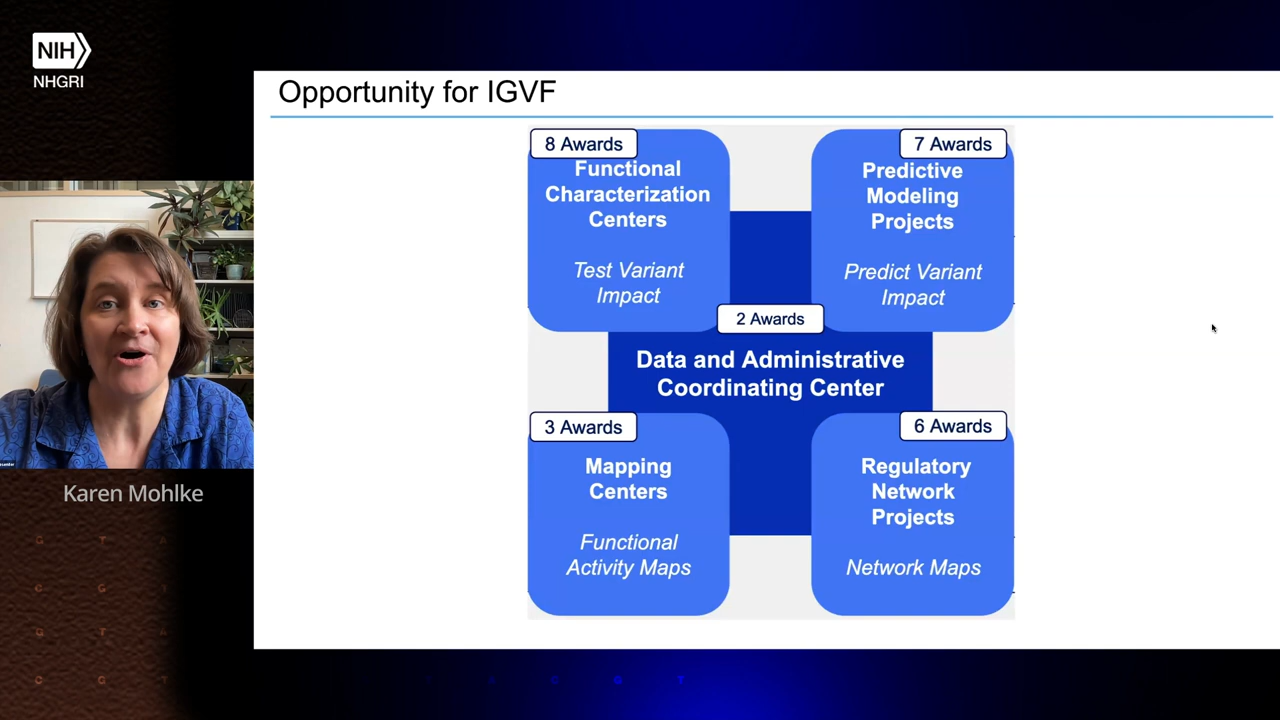 NIH
NHGRI
Opportunity for IGVF
8 Awards
Functional
Characterization
Centers
Test Variant
Impact
7 Awards
Predictive
Modeling
Projects
Predict Variant
Impact
2 Awards
Data and Administrative
Coordinating Center
3 Awards
Mapping
Centers
Functional
Activity Maps
6 Awards
Regulatory
Network
Projects
Network Maps
Karen Mohlke